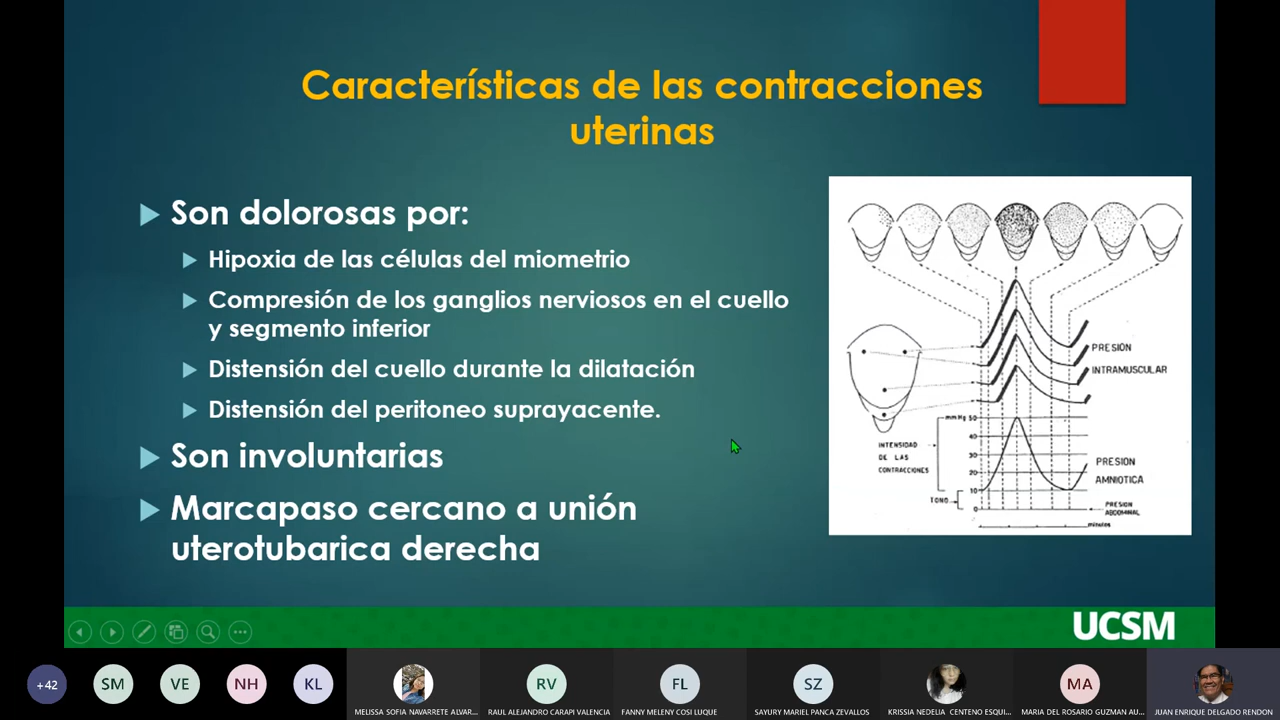 Características de las contracciones
uterinas
Son dolorosas por:
Hipoxia de las células del miometrio
Compresión de los ganglios nerviosos en el cuello
y segmento inferior
Distensión del cuello durante la dilatación
Distensión del peritoneo suprayacente.
Son involuntarias
Marcapaso cercano a unión
uterotubarica derecha
PRESION
INTRAMUSCULAR
mm Hg 50
40
30
20
10
0
INTENSIDAD
DE LAS
CONTRACCIONES
TONO
PRESION
AMNIOTICA
PRESION
ABDOMINAL
minutos
UCSM
+42
SM
VE
NH
KL
RV
FL
SZ
MA
MELISSA SOFIA NAVARRETE ALVAR...
RAUL ALEJANDRO CARAPI VALENCIA
FANNY MELENY COSI LUQUE
SAYURY MARIEL PANCA ZEVALLOS
KRISSIA NEDELIA CENTENO ESQUI...
MARIA DEL ROSARIO GUZMAN AU...
JUAN ENRIQUE DELGADO RENDON